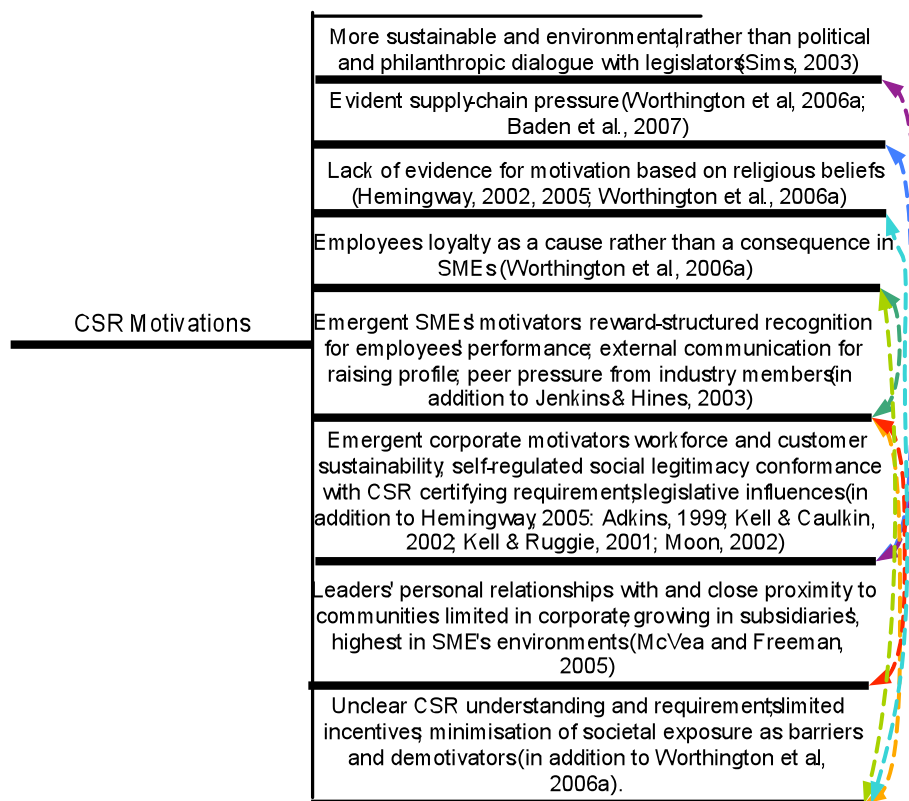 More sustainable and environmental, rather than political
and philanthropic dialogue with legislators (Sims, 2003)
Evident supply-chain pressure (Worthington et al, 2006a;
Baden et al., 2007)
Lack of evidence for motivation based on religious beliefs
(Hemingway, 2002, 2005; Worthington et al., 2006a)
Employees loyalty as a cause rather than a consequence in
SMEs (Worthington et al, 2006a)
CSR Motivations
Emergent SMEs' motivators: reward-structured recognition
for employees' performance; external communication for
raising profile; peer pressure from industry members (in
addition to Jenkins & Hines, 2003)
Emergent corporate motivators: workforce and customer
sustainability; self-regulated social legitimacy conformance
with CSR certifying requirements; legislative influences (in
addition to Hemingway, 2005: Adkins, 1999; Kell & Caulkin,
2002; Kell & Ruggie, 2001; Moon, 2002)
Leaders' personal relationships with and close proximity to
communities limited in corporate, growing in subsidiaries',
highest in SME's environments (McVea and Freeman,
2005)
Unclear CSR understanding and requirements; limited
incentives; minimisation of societal exposure as barriers
and demotivators (in addition to Worthington et al,
2006a).